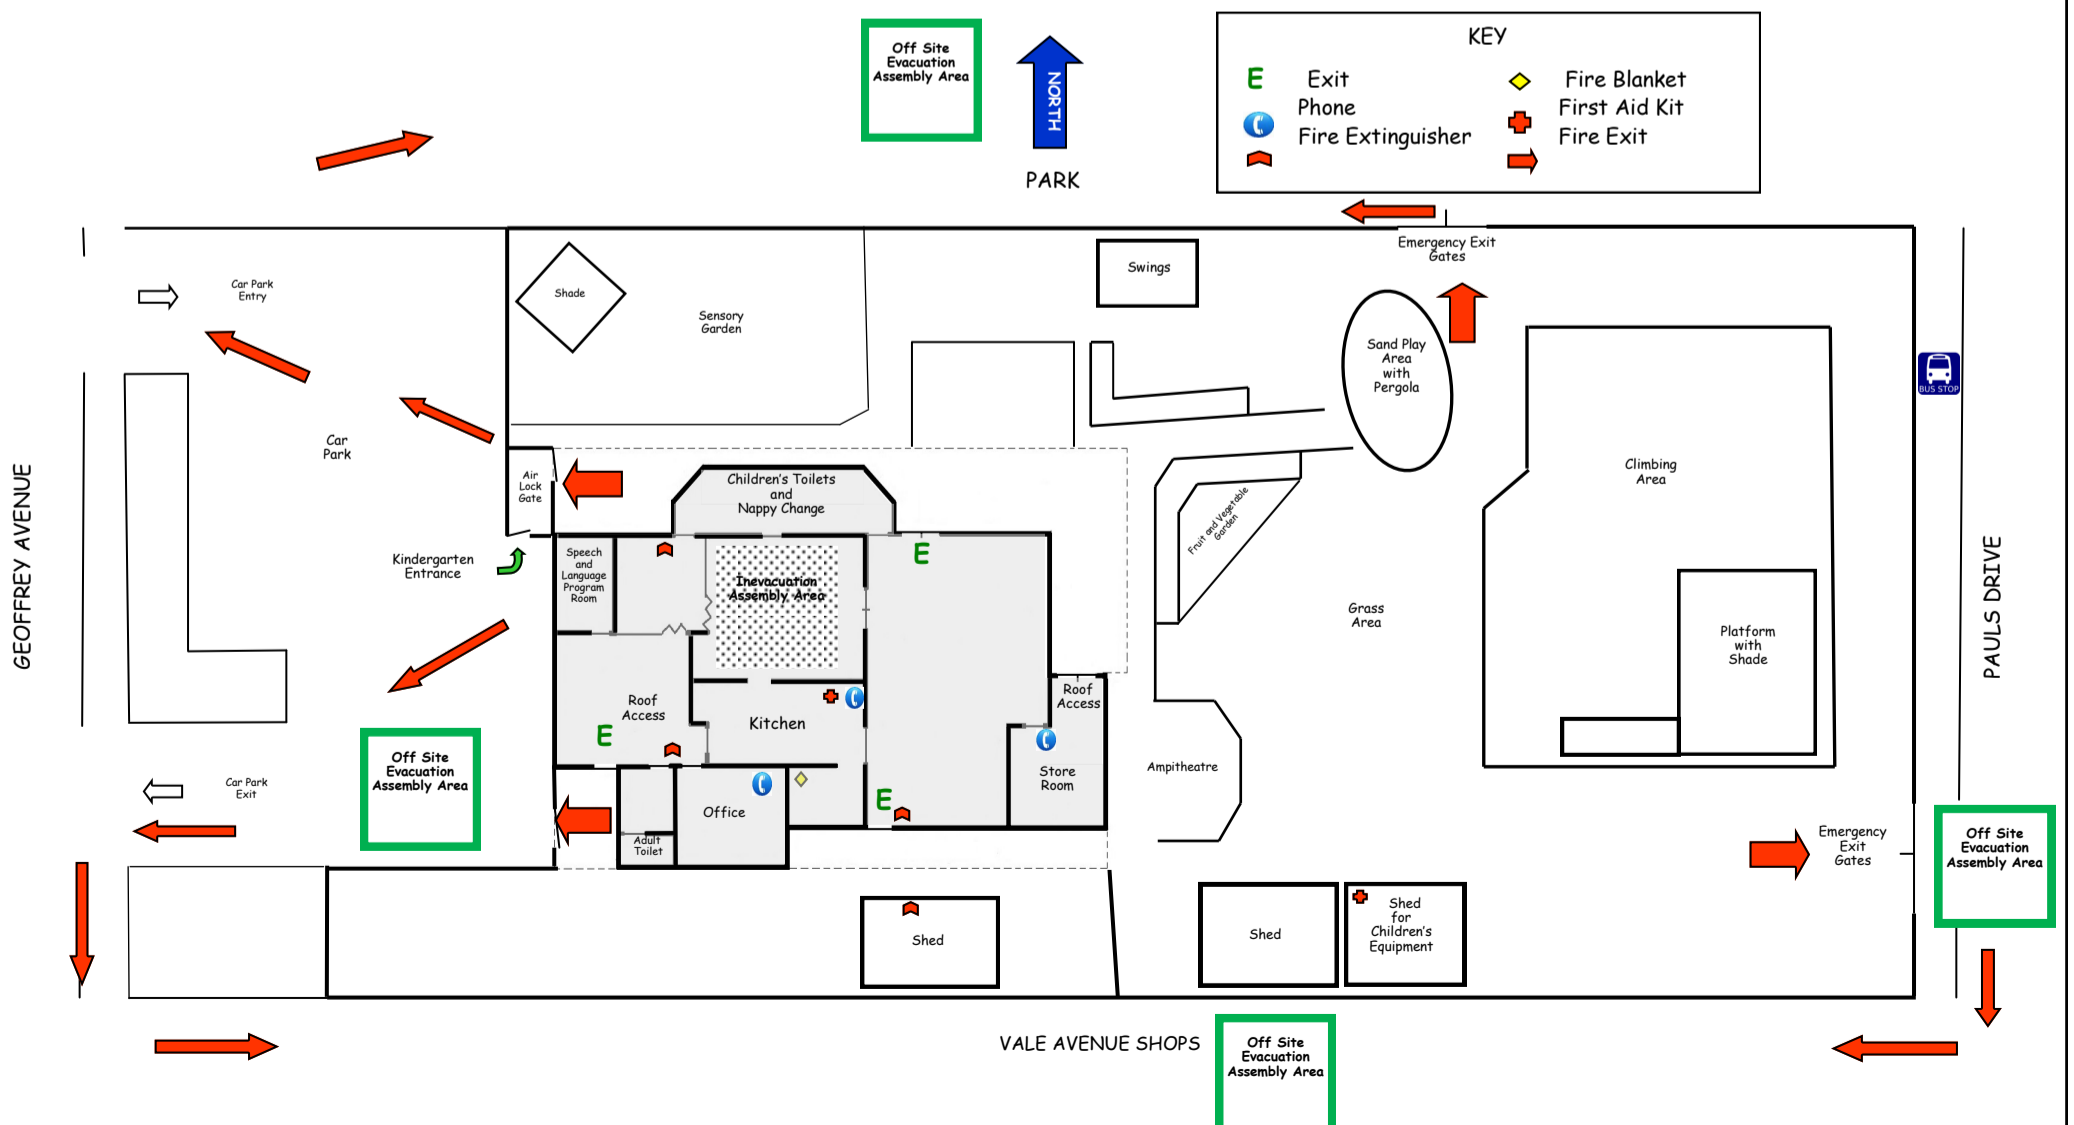 Off Site
Evacuation
Assembly Area
NORTH
PARK
KEY
E Exit
Phone
Fire Extinguisher
Fire Blanket
First Aid Kit
Fire Exit
Emergency Exit
Gates
Car Park
Entry
Shade
Sensory
Garden
Swings
Sand Play
Area
with
Pergola
BUS STOP
Car
Park
Climbing
Area
Air
Lock
Gate
Children's Toilets
and
Nappy Change
Fruit and Vegetable
Garden
GEOFFREY AVENUE
Kindergarten
Entrance
Speech
and
Language
Program
Room
Inevacuation
Assembly Area
E
Grass
Area
PAULS DRIVE
Platform
with
Shade
Roof
Access
E
Kitchen
Roof
Access
Off Site
Evacuation
Assembly Area
Car Park
Exit
Office
Adult
Toilet
E
Store
Room
Ampitheatre
Emergency
Exit
Gates
Off Site
Evacuation
Assembly Area
Shed
Shed
Shed
for
Children's
Equipment
VALE AVENUE SHOPS
Off Site
Evacuation
Assembly Area